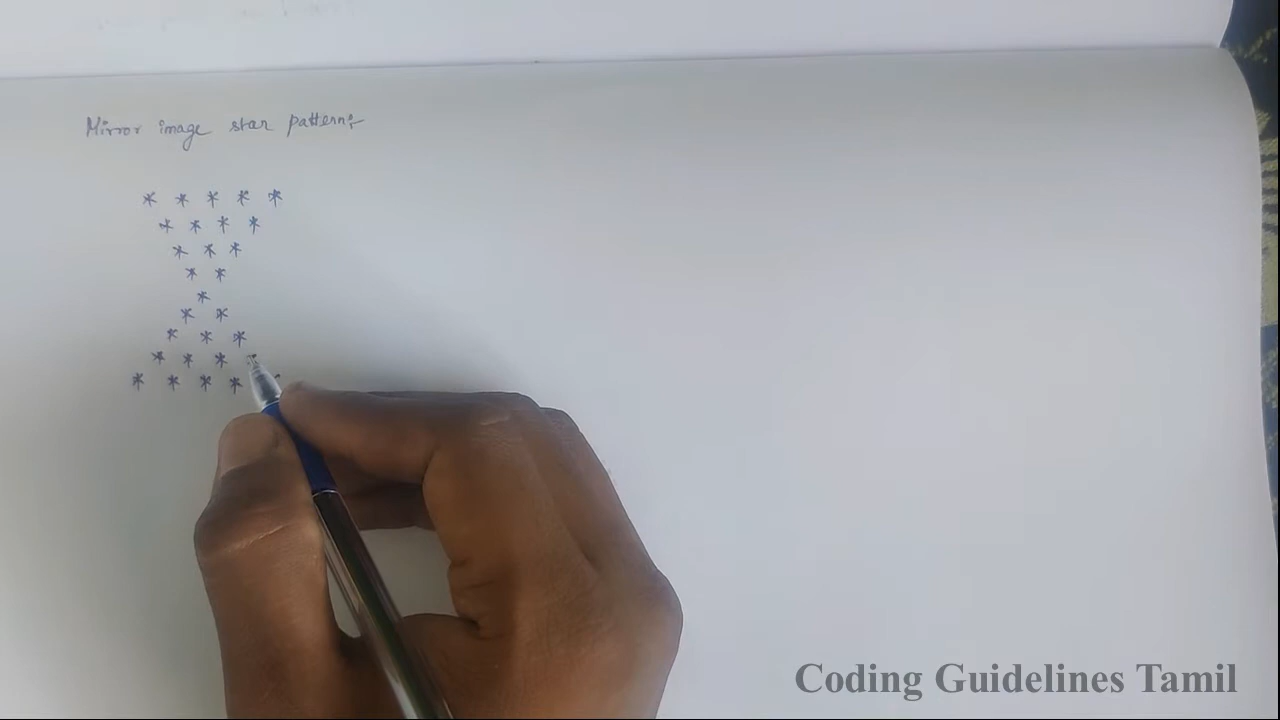 Mirror image star pattern:-
* * * * *
* * * *
* * *
* *
*
* *
* * *
* * * *
* * * *
Coding Guidelines Tamil